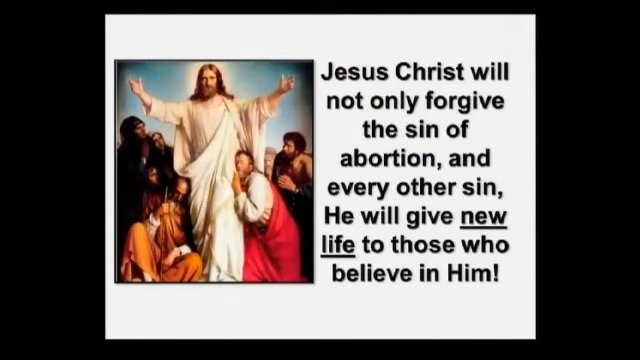 Jesus Christ will
not only forgive
the sin of
abortion, and
every other sin,
He will give new
life to those who
believe in Him!